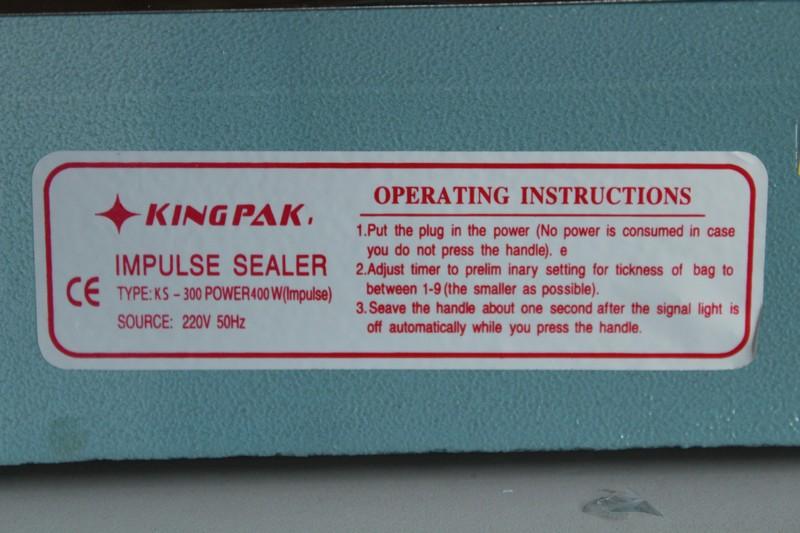 KINGPAK,
IMPULSE SEALER
TYPE: KS - 300 POWER400W(Impulse)
CE
SOURCE: 220V 50Hz
OPERATING INSTRUCTIONS
1.Put the plug in the power (No power is consumed in case
you do not press the handle). e
2.Adjust timer to prelim inary setting for tickness of bag to
between 1-9 (the smaller as possible).
3.Seave the handle about one second after the signal light is
off automatically while you press the handle.